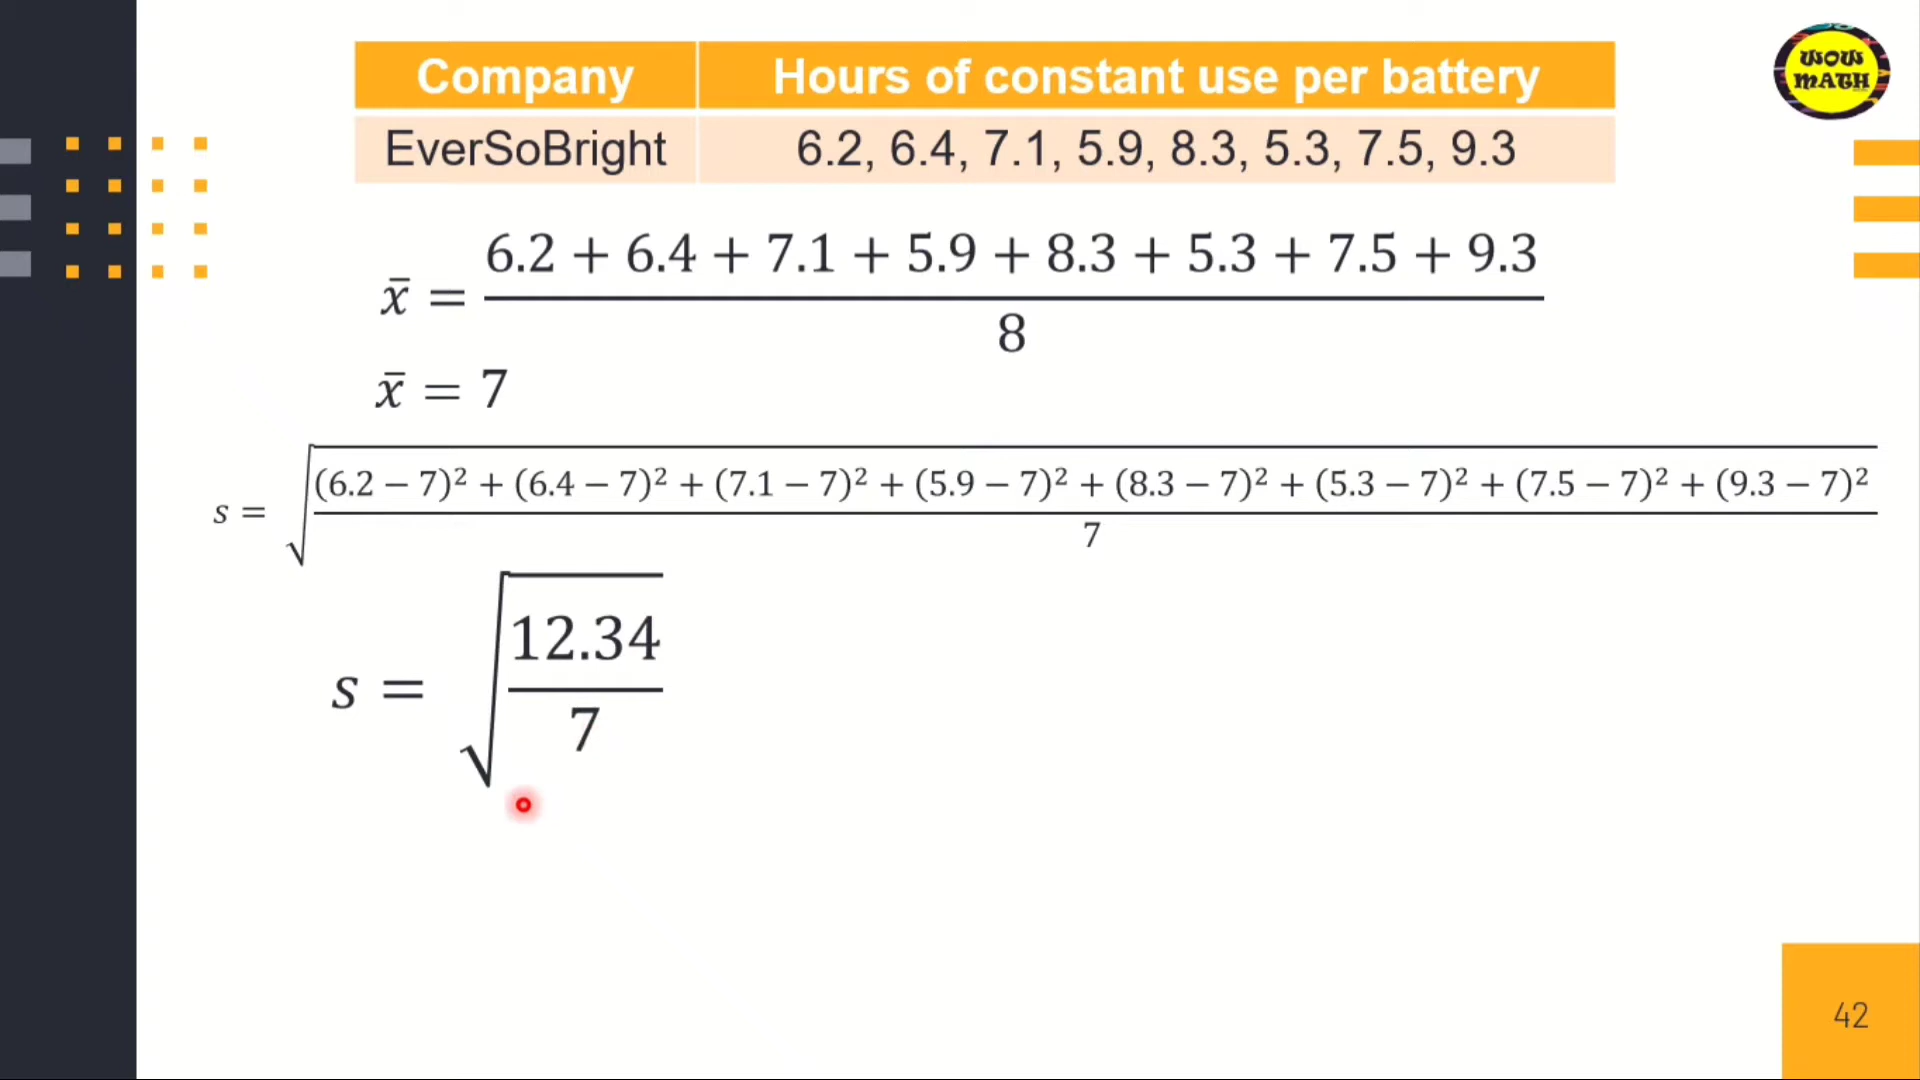 WOW MATH
Company Hours of constant use per battery
EverSoBright 6.2, 6.4, 7.1, 5.9, 8.3, 5.3, 7.5, 9.3
x̄ = (6.2 + 6.4 + 7.1 + 5.9 + 8.3 + 5.3 + 7.5 + 9.3)/8
x̄ = 7
s = √(((6.2 − 7)² + (6.4 − 7)² + (7.1 − 7)² + (5.9 − 7)² + (8.3 − 7)² + (5.3 − 7)² + (7.5 − 7)² + (9.3 − 7)²)/7)
s = √(12.34/7)
42